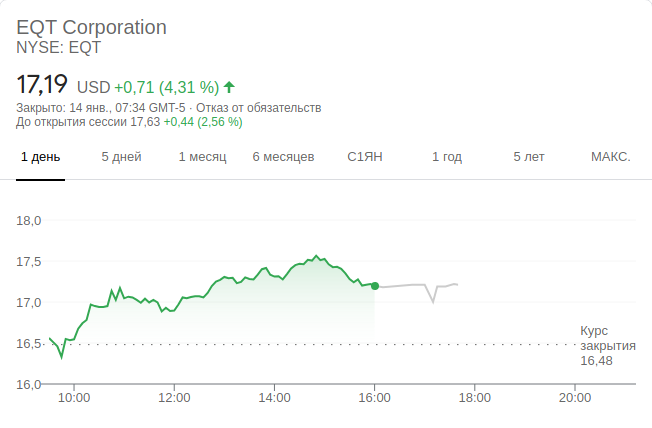 EQT Corporation
NYSE: EQT
17,19 USD +0,71 (4,31 %)
Закрыто: 14 янв., 07:34 GMT-5 · Отказ от обязательств
До открытия сессии 17,63 +0,44 (2,56 %)
1 день 5 дней 1 месяц 6 месяцев С1ЯН 1 год 5 лет МАКС.
18,0
17,5
17,0
Курс
закрытия
16,5
16,48
16,0
10:00 12:00 14:00 16:00 18:00 20:00